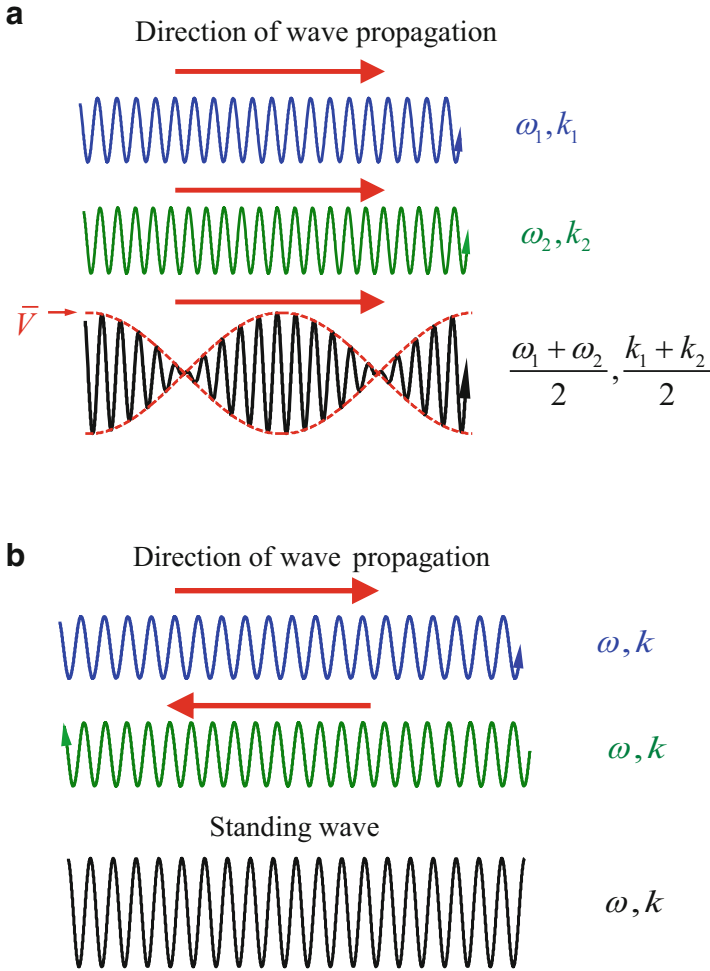 a
Direction of wave propagation
ω₁, k₁
ω₂, k₂
V̄
(ω₁ + ω₂)/2 , (k₁ + k₂)/2
b
Direction of wave propagation
ω, k
ω, k
Standing wave
ω, k